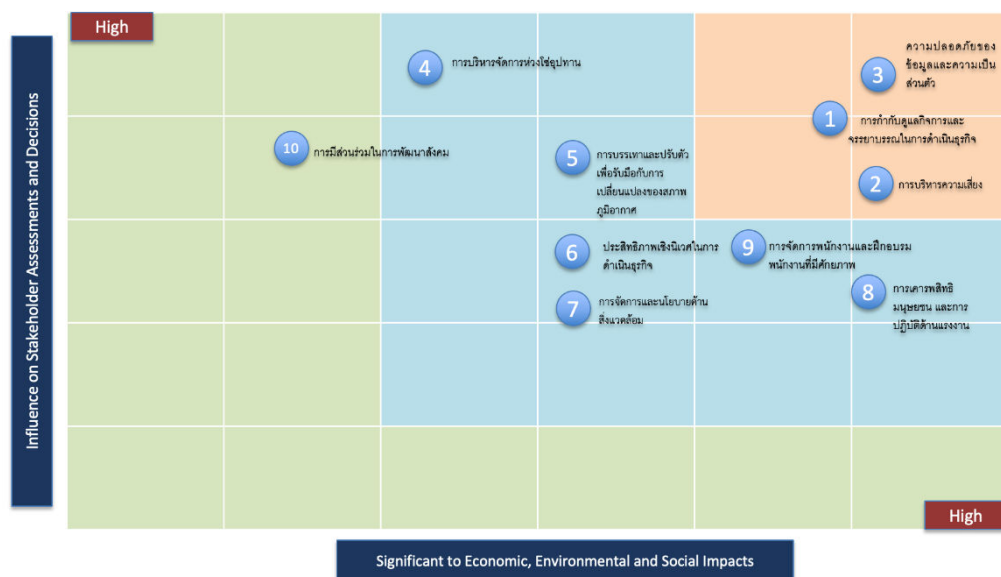 High
Influence on Stakeholder Assessments and Decisions
4
การบริหารจัดการห่วงโซ่อุปทาน
3
ความปลอดภัยของ
ข้อมูลและความเป็น
ส่วนตัว
1
การกำกับดูแลกิจการและ
จรรยาบรรณในการดำเนินธุรกิจ
10
การมีส่วนร่วมในการพัฒนาสังคม
5
การบรรเทาและปรับตัว
เพื่อรับมือกับการ
เปลี่ยนแปลงของสภาพ
ภูมิอากาศ
2
การบริหารความเสี่ยง
6
ประสิทธิภาพเชิงนิเวศในการ
ดำเนินธุรกิจ
9
การจัดการพนักงานและฝึกอบรม
พนักงานที่มีศักยภาพ
7
การจัดการและนโยบายด้าน
สิ่งแวดล้อม
8
การเคารพสิทธิ
มนุษยชน และการ
ปฏิบัติด้านแรงงาน
High
Significant to Economic, Environmental and Social Impacts